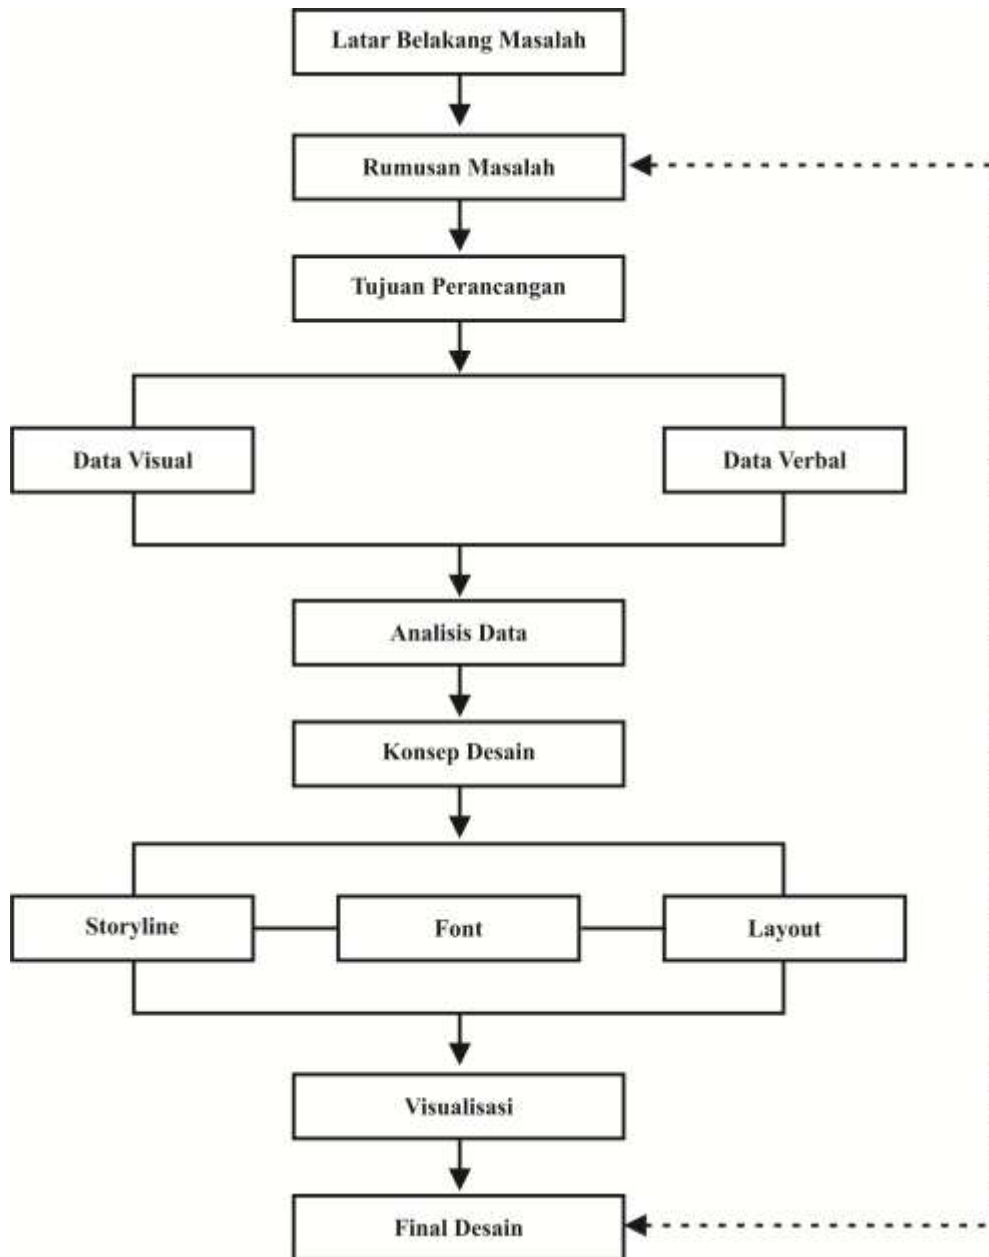 Latar Belakang Masalah
Rumusan Masalah
Tujuan Perancangan
Data Visual
Data Verbal
Analisis Data
Konsep Desain
Storyline
Font
Layout
Visualisasi
Final Desain